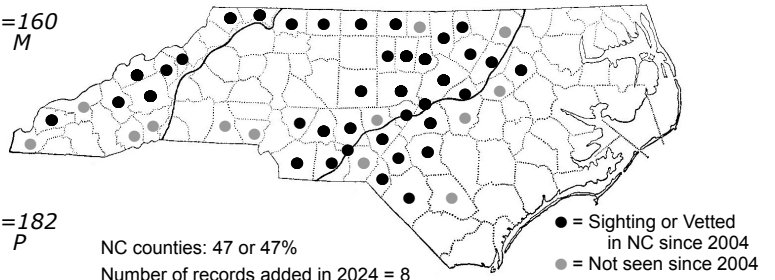 =160
M
=182
P
NC counties: 47 or 47%
Number of records added in 2024 = 8
= Sighting or Vetted
in NC since 2004
= Not seen since 2004